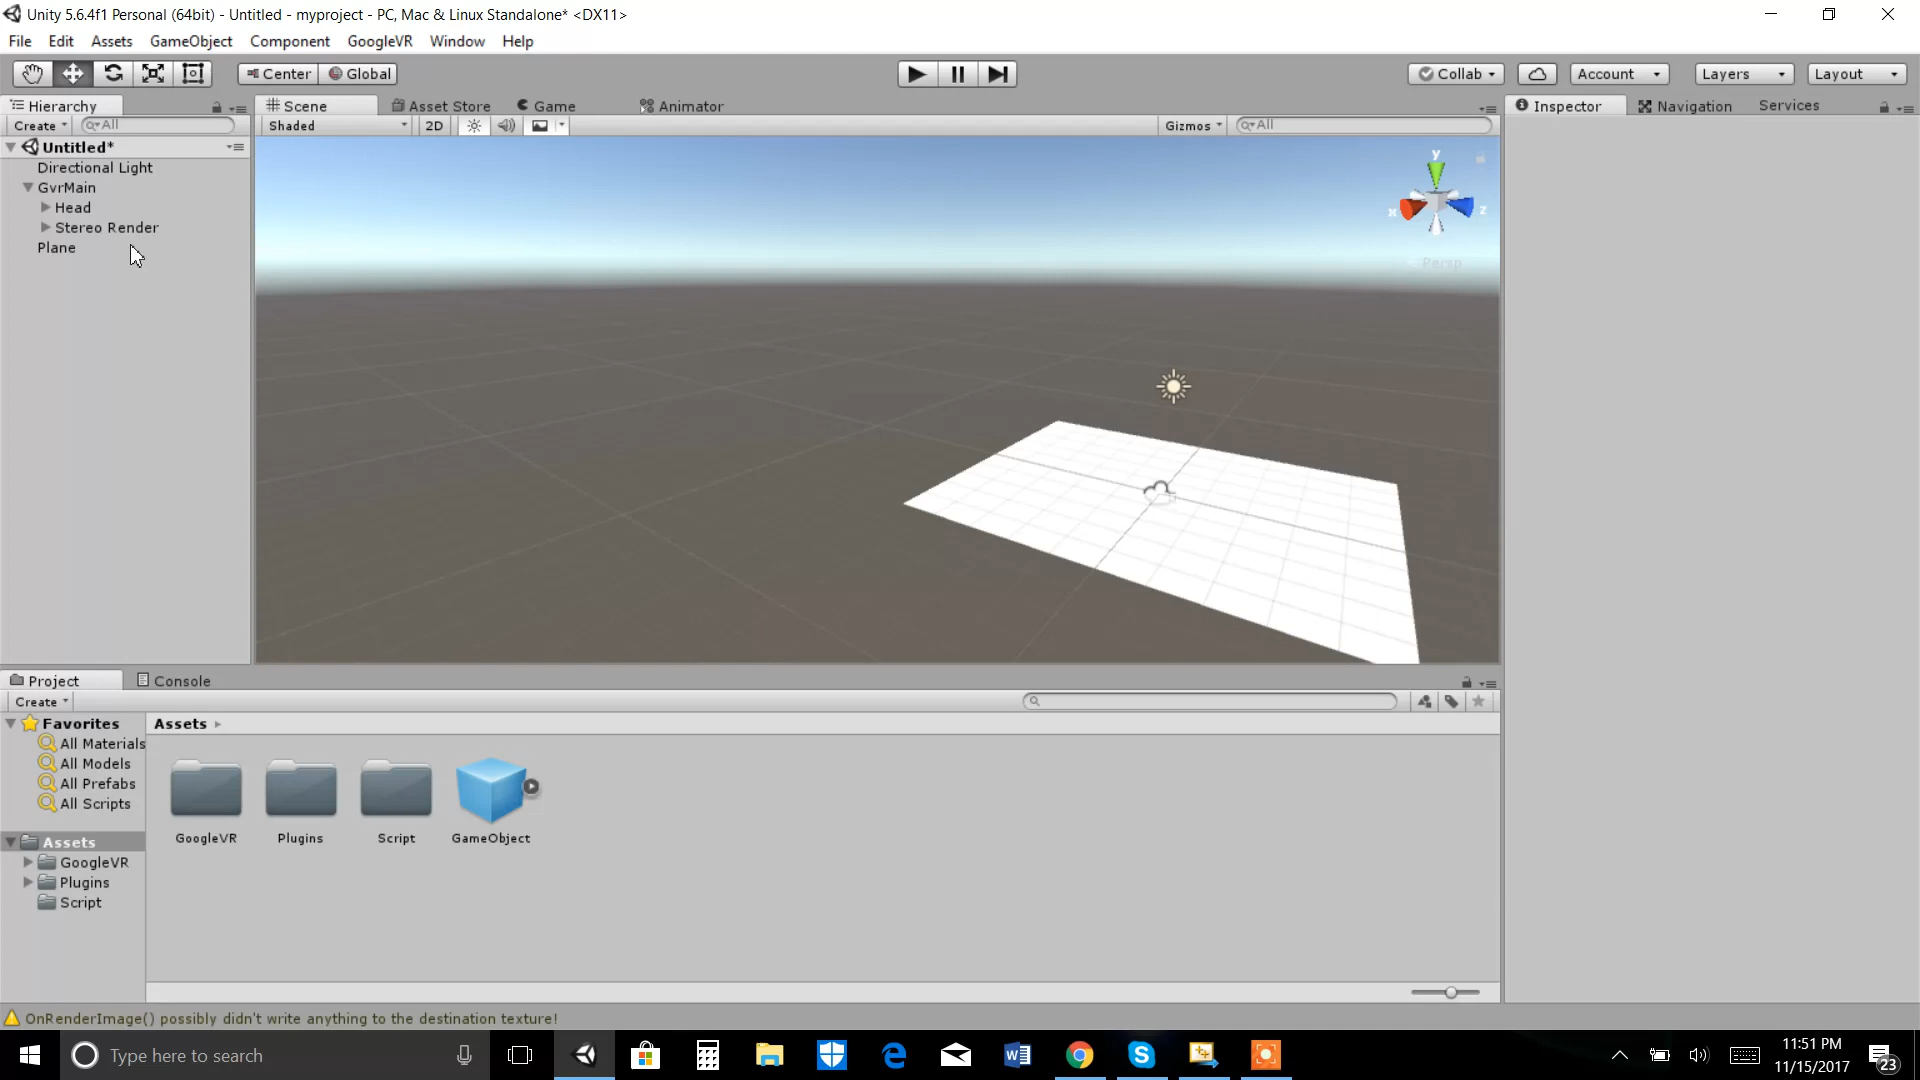 Unity 5.6.4f1 Personal (64bit) - Untitled - myproject - PC, Mac & Linux Standalone* <DX11>
File Edit Assets GameObject Component GoogleVR Window Help
Center Global Collab Account Layers Layout
Hierarchy Scene Asset Store Game Animator Inspector Navigation Services
Create All Shaded 2D Gizmos All
Untitled*
Directional Light
GvrMain
Head
Stereo Render
Plane
y
x
z
Persp
Project Console
Create
Favorites
All Materials
All Models
All Prefabs
All Scripts
Assets
GoogleVR
Plugins
Script
Assets
GoogleVR Plugins Script GameObject
OnRenderImage() possibly didn't write anything to the destination texture!
Type here to search
11:51 PM
11/15/2017
23